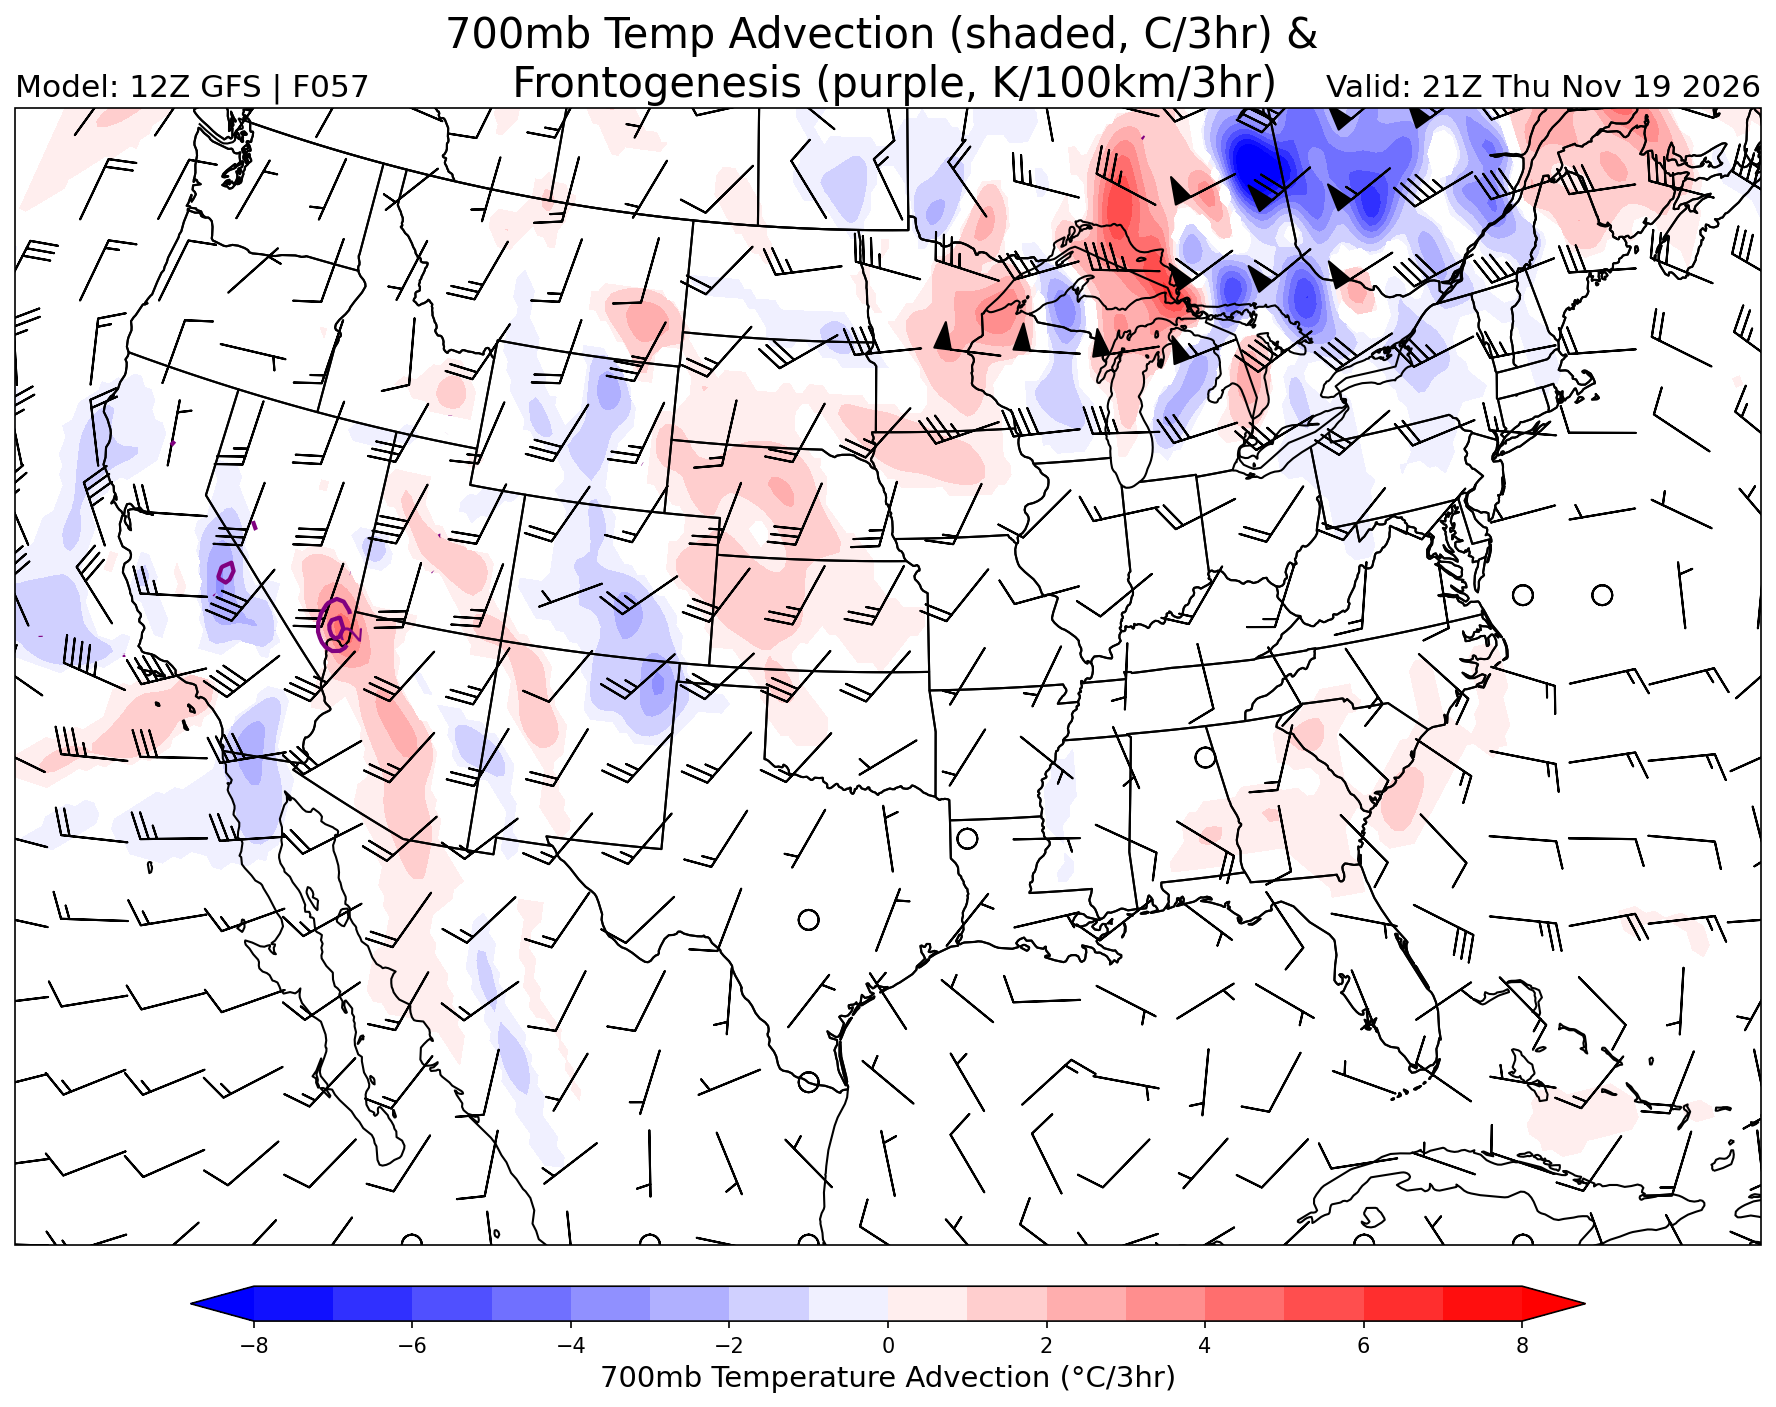 700mb Temp Advection (shaded, C/3hr) &
Frontogenesis (purple, K/100km/3hr)
Model: 12Z GFS | F057
Valid: 21Z Thu Nov 19 2026
2
−8 −6 −4 −2 0 2 4 6 8
700mb Temperature Advection (°C/3hr)